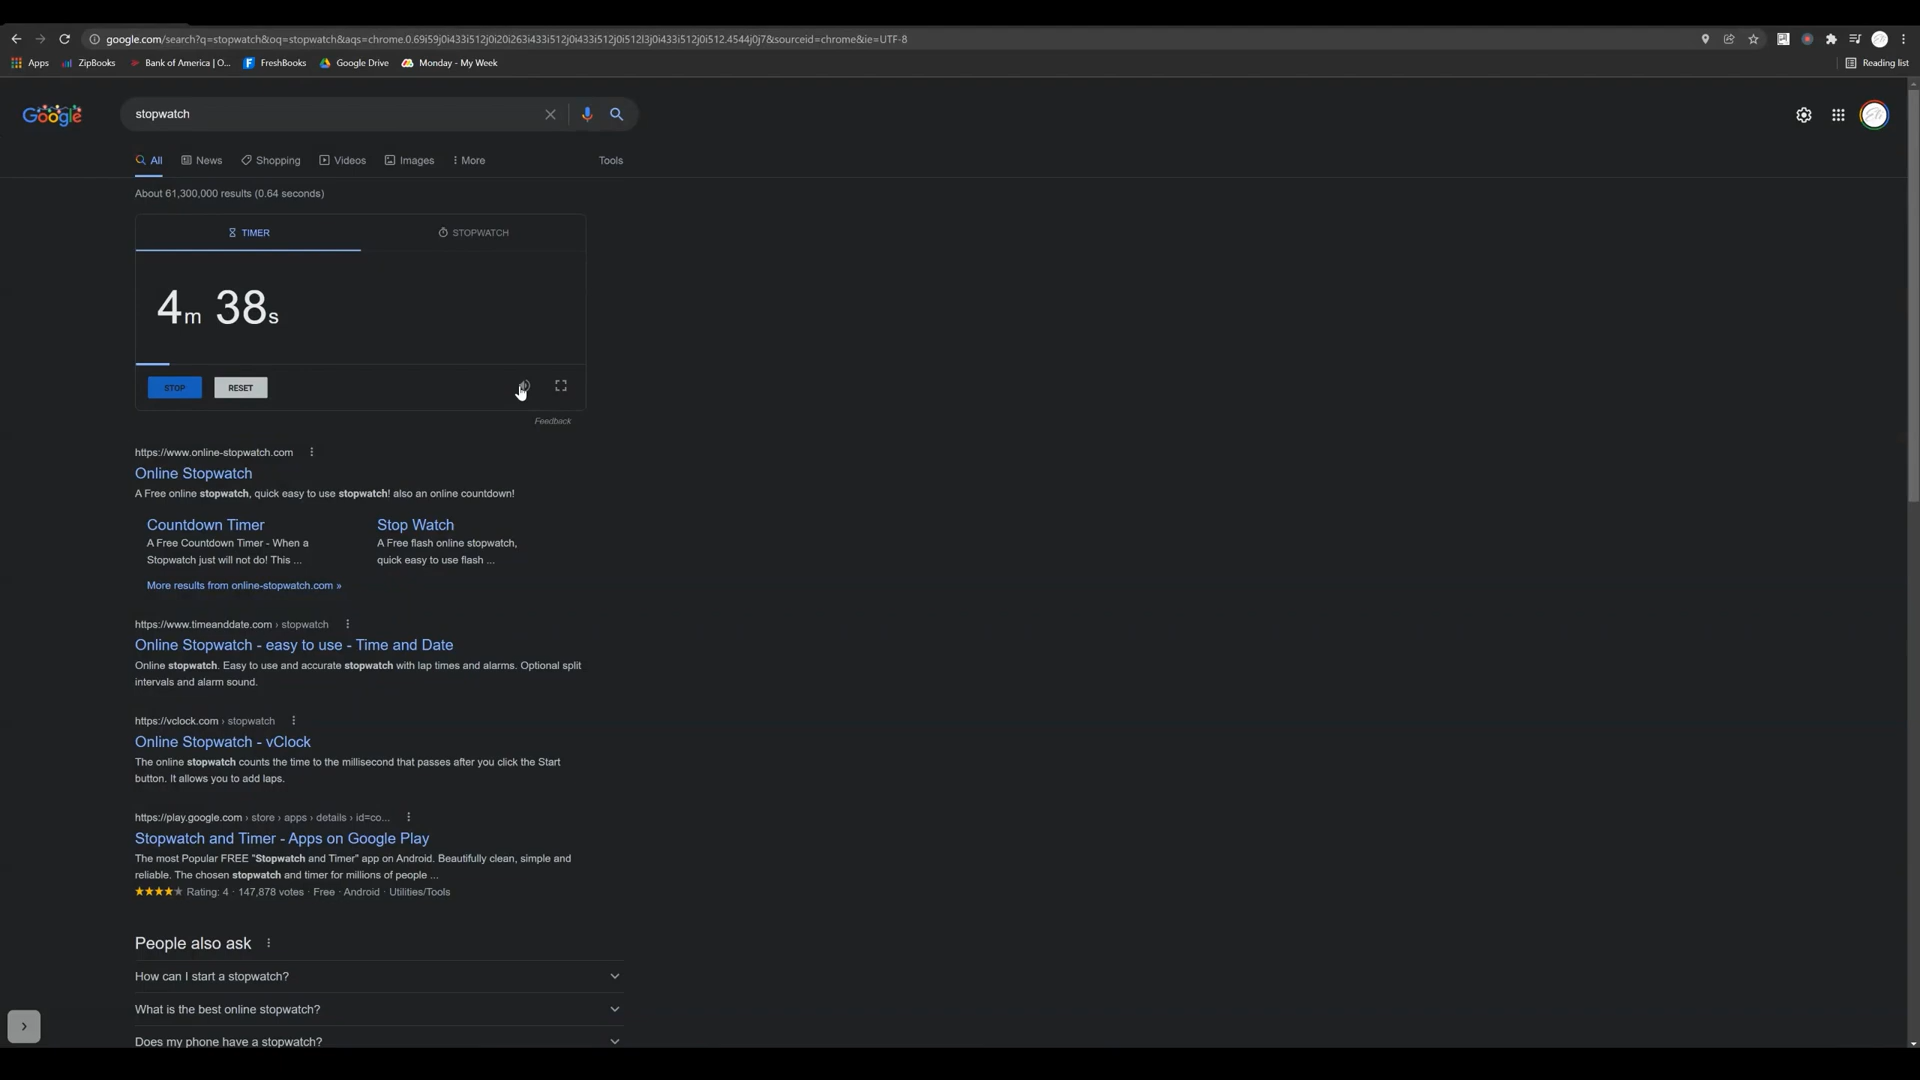 google.com/search?q=stopwatch&oq=stopwatch&aqs=chrome.0.69i59j0i433i512j0i20i263i433i512j0i433i512j0i512l3j0i433i512j0i512.4544j0j7&sourceid=chrome&ie=UTF-8
Apps ZipBooks Bank of America | O... FreshBooks Google Drive Monday - My Week Reading list
Google stopwatch
All News Shopping Videos Images More Tools
About 61,300,000 results (0.64 seconds)
TIMER STOPWATCH
4m 38s
STOP RESET
Feedback
https://www.online-stopwatch.com
Online Stopwatch
A Free online stopwatch, quick easy to use stopwatch! also an online countdown!
Countdown Timer Stop Watch
A Free Countdown Timer - When a A Free flash online stopwatch,
Stopwatch just will not do! This ... quick easy to use flash ...
More results from online-stopwatch.com »
https://www.timeanddate.com › stopwatch
Online Stopwatch - easy to use - Time and Date
Online stopwatch. Easy to use and accurate stopwatch with lap times and alarms. Optional split
intervals and alarm sound.
https://vclock.com › stopwatch
Online Stopwatch - vClock
The online stopwatch counts the time to the millisecond that passes after you click the Start
button. It allows you to add laps.
https://play.google.com › store › apps › details › id=co...
Stopwatch and Timer - Apps on Google Play
The most Popular FREE "Stopwatch and Timer" app on Android. Beautifully clean, simple and
reliable. The chosen stopwatch and timer for millions of people ...
★★★★★ Rating: 4 · 147,878 votes · Free · Android · Utilities/Tools
People also ask
How can I start a stopwatch?
What is the best online stopwatch?
Does my phone have a stopwatch?